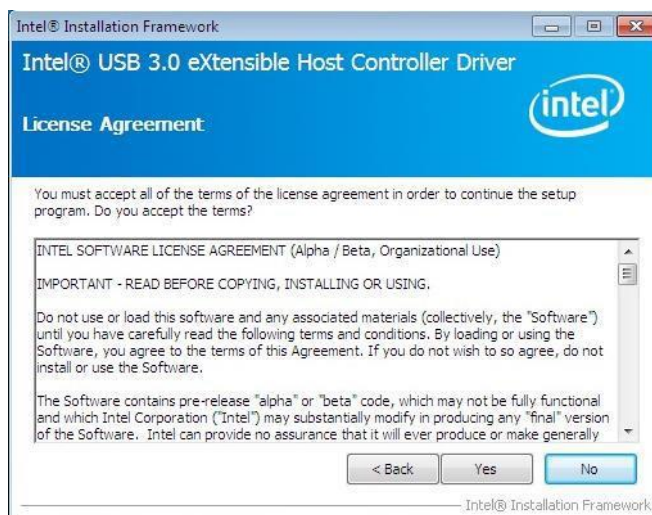 Intel® Installation Framework
Intel® USB 3.0 eXtensible Host Controller Driver
intel
License Agreement
You must accept all of the terms of the license agreement in order to continue the setup
program. Do you accept the terms?
INTEL SOFTWARE LICENSE AGREEMENT (Alpha / Beta, Organizational Use)
IMPORTANT - READ BEFORE COPYING, INSTALLING OR USING.
Do not use or load this software and any associated materials (collectively, the "Software")
until you have carefully read the following terms and conditions. By loading or using the
Software, you agree to the terms of this Agreement. If you do not wish to so agree, do not
install or use the Software.
The Software contains pre-release "alpha" or "beta" code, which may not be fully functional
and which Intel Corporation ("Intel") may substantially modify in producing any "final" version
of the Software.  Intel can provide no assurance that it will ever produce or make generally
< Back Yes No
Intel® Installation Framework